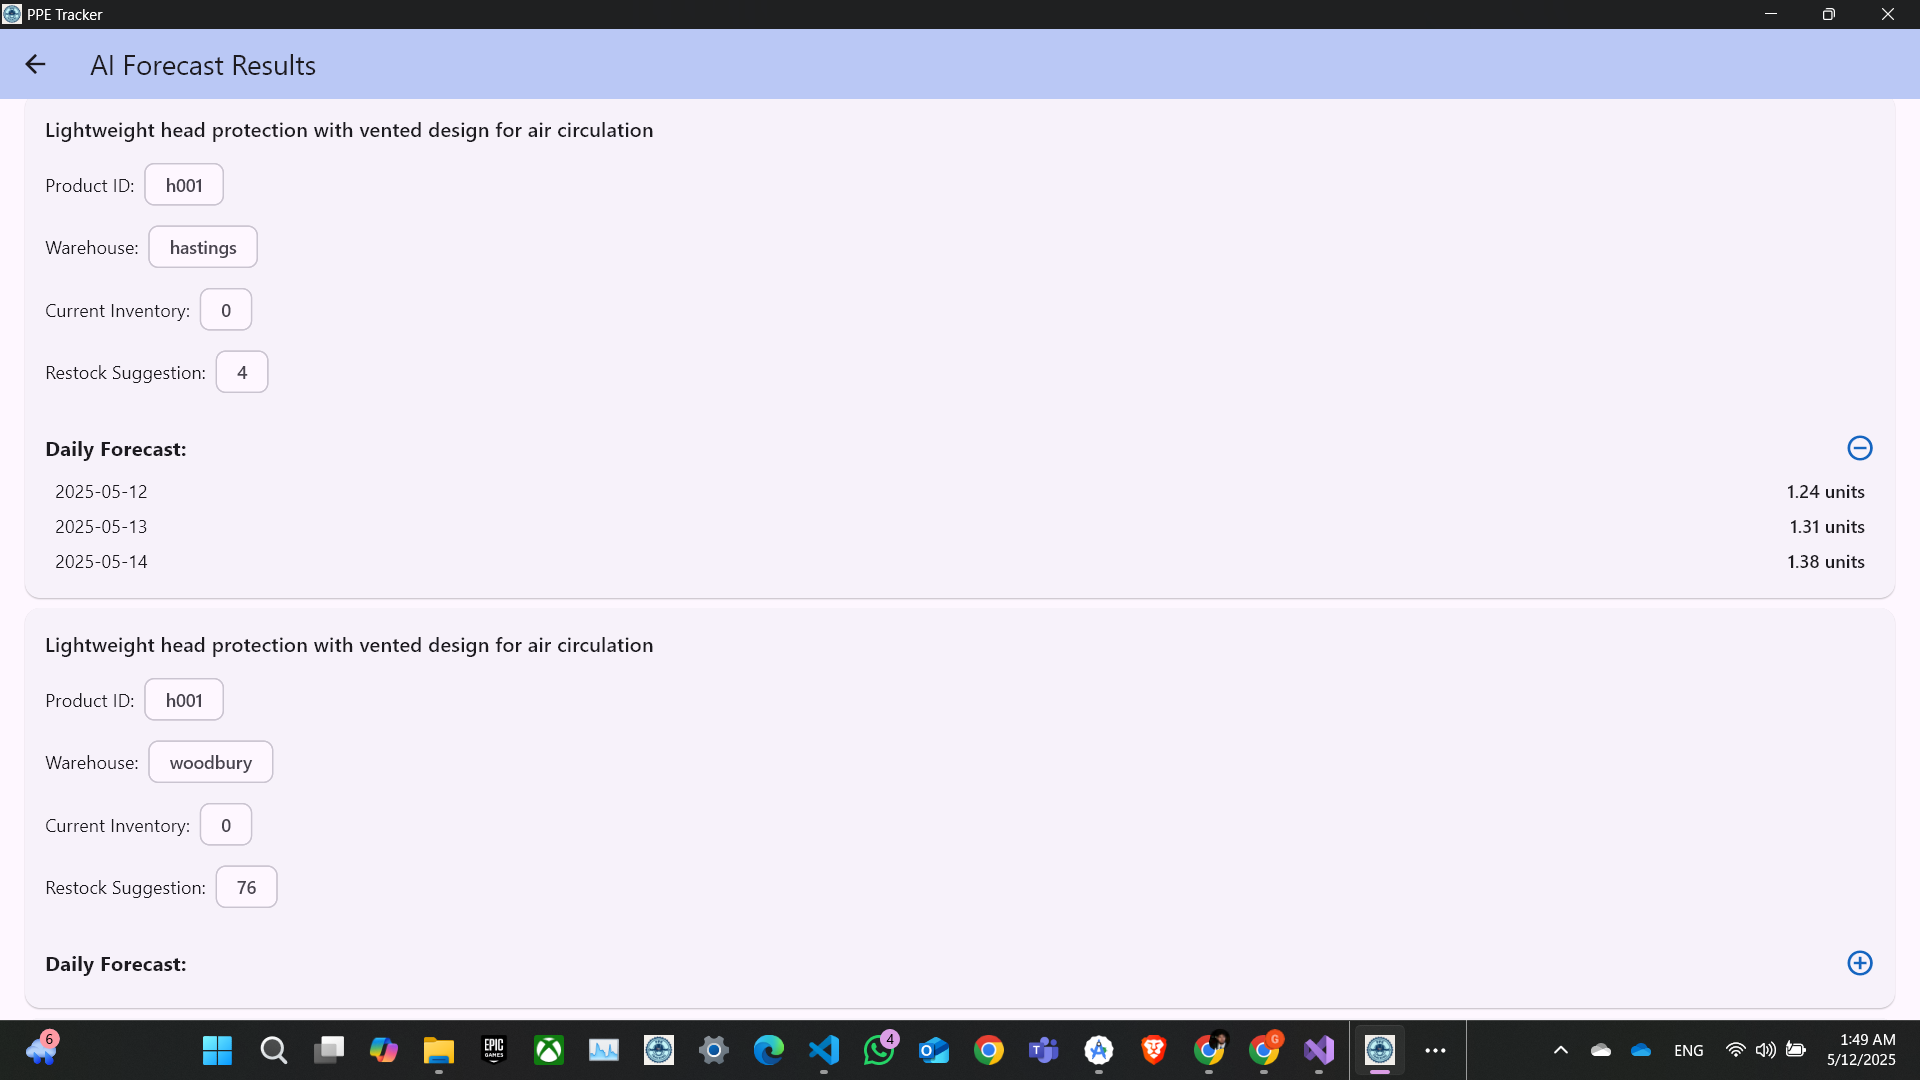 PPE Tracker
AI Forecast Results
Lightweight head protection with vented design for air circulation
Product ID: h001
Warehouse: hastings
Current Inventory: 0
Restock Suggestion: 4
Daily Forecast:
2025-05-12 1.24 units
2025-05-13 1.31 units
2025-05-14 1.38 units
Lightweight head protection with vented design for air circulation
Product ID: h001
Warehouse: woodbury
Current Inventory: 0
Restock Suggestion: 76
Daily Forecast:
6
EPIC
GAMES
4
G
ENG
1:49 AM
5/12/2025